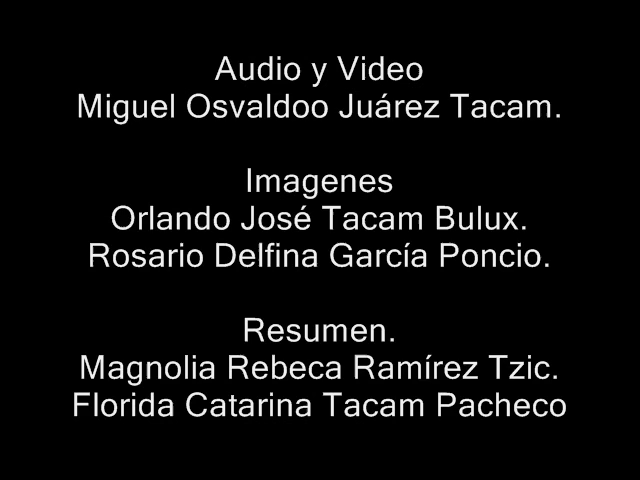 Audio y Video
Miguel Osvaldoo Juárez Tacam.
Imagenes
Orlando José Tacam Bulux.
Rosario Delfina García Poncio.
Resumen.
Magnolia Rebeca Ramírez Tzic.
Florida Catarina Tacam Pacheco